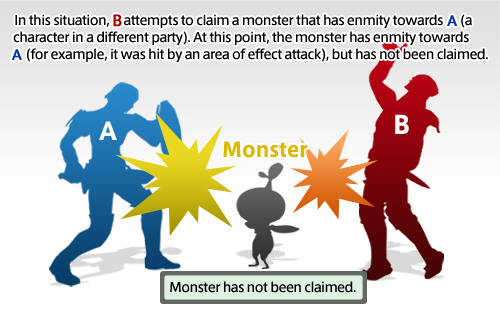 In this situation, B attempts to claim a monster that has enmity towards A (a
character in a different party). At this point, the monster has enmity towards
A (for example, it was hit by an area of effect attack), but has not been claimed.
A
B
Monster
Monster has not been claimed.